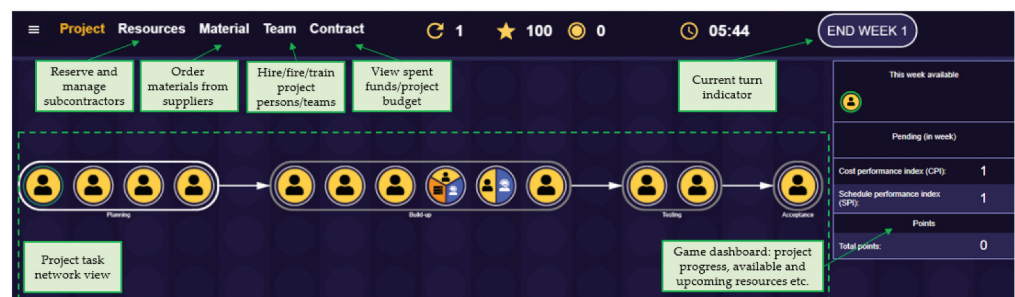 ≡ Project Resources Material Team Contract 1 100 0 05:44 END WEEK 1
Reserve and
manage
subcontractors
Order
materials from
suppliers
Hire/fire/train
project
persons/teams
View spent
funds/project
budget
Current turn
indicator
This week available
Pending (in week)
Cost performance index (CPI): 1
Schedule performance index
(SPI): 1
Points
Total points: 0
Planning
Build-up
Testing
Acceptance
Project task
network view
Game dashboard: project
progress, available and
upcoming resources etc.